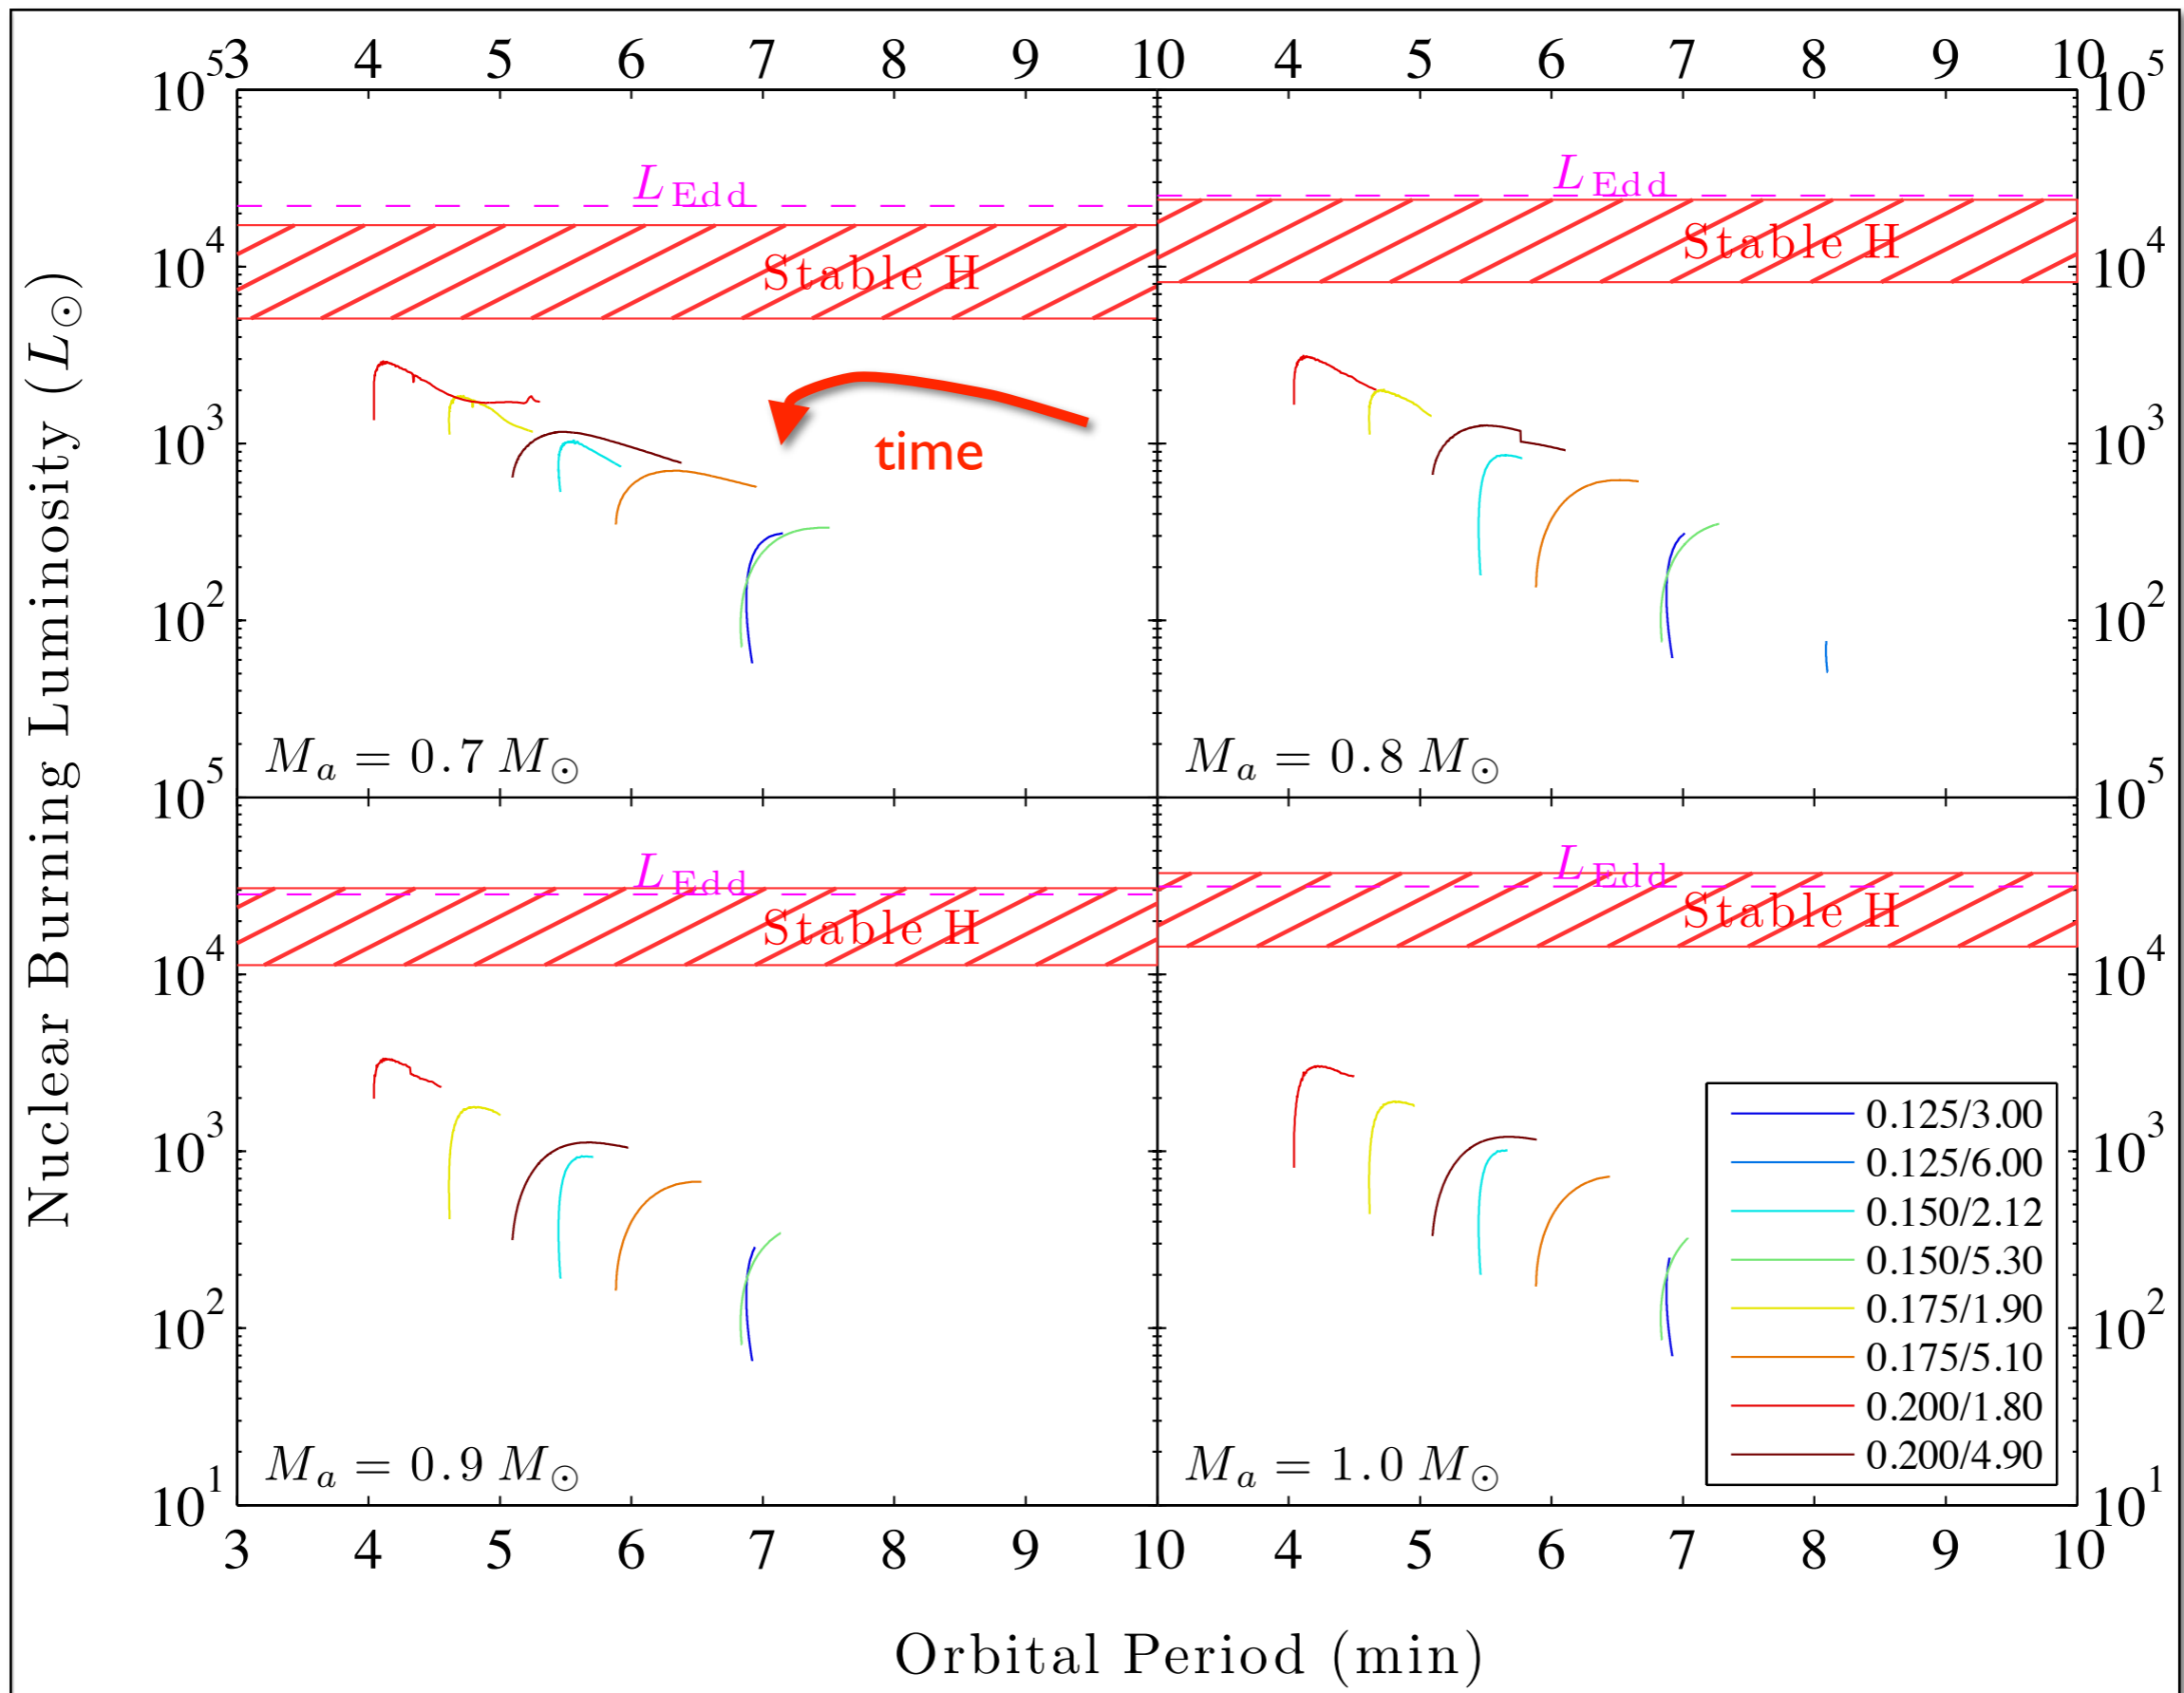 3 4 5 6 7 8 9 10 4 5 6 7 8 9 10
10^5 10^5
L_Edd L_Edd
Stable H Stable H
10^4 10^4
time
10^3 10^3
10^2 10^2
M_a = 0.7 M_⊙ M_a = 0.8 M_⊙
10^5 10^5
L_Edd L_Edd
Stable H Stable H
10^4 10^4
10^3 10^3
10^2 10^2
0.125/3.00
0.125/6.00
0.150/2.12
0.150/5.30
0.175/1.90
0.175/5.10
0.200/1.80
0.200/4.90
M_a = 0.9 M_⊙ M_a = 1.0 M_⊙
10^1 10^1
3 4 5 6 7 8 9 10 4 5 6 7 8 9 10
Orbital Period (min)
Nuclear Burning Luminosity (L_⊙)